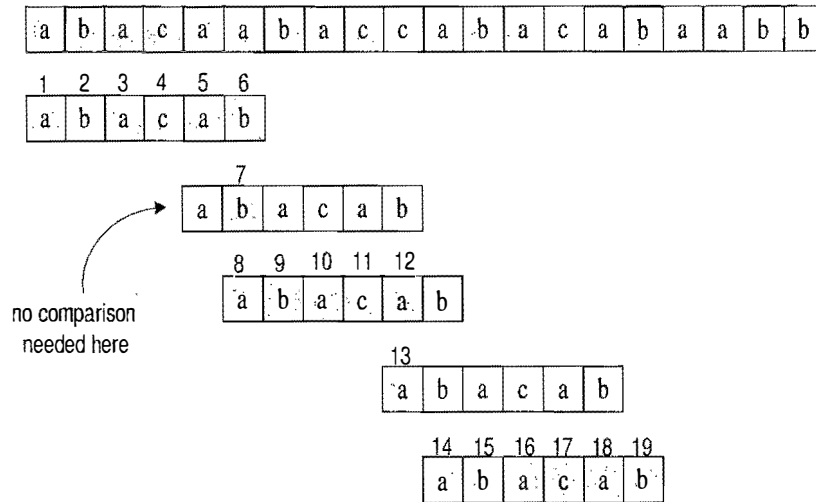 a b a c a a b a c c a b a c a b a a b b
1 2 3 4 5 6
a b a c a b
7
a b a c a b
8 9 10 11 12
a b a c a b
no comparison
needed here
13
a b a c a b
14 15 16 17 18 19
a b a c a b